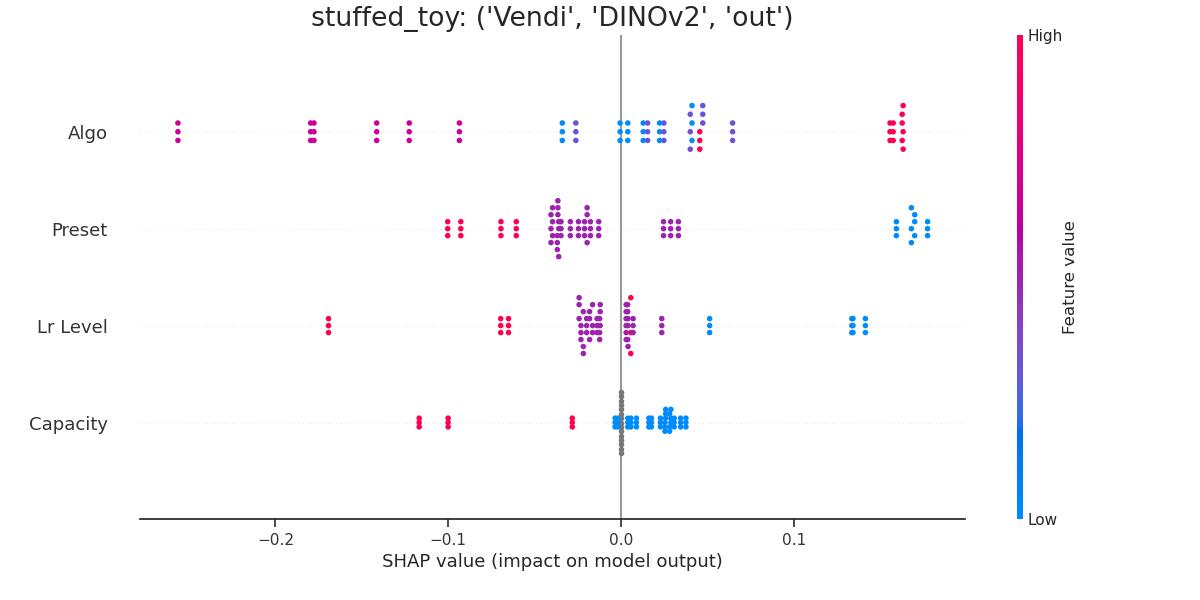 stuffed_toy: ('Vendi', 'DINOv2', 'out')
High
Algo
Preset
Lr Level
Capacity
Feature value
Low
−0.2 −0.1 0.0 0.1
SHAP value (impact on model output)